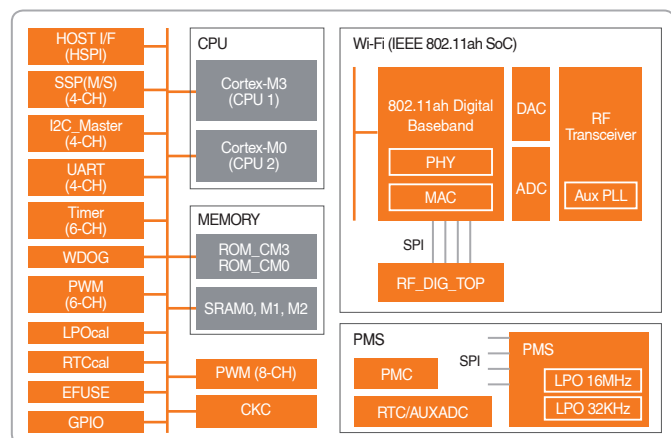 HOST I/F
(HSPI)
SSP(M/S)
(4-CH)
I2C_Master
(4-CH)
UART
(4-CH)
Timer
(6-CH)
WDOG
PWM
(6-CH)
LPOcal
RTCcal
EFUSE
GPIO
CPU
Cortex-M3
(CPU 1)
Cortex-M0
(CPU 2)
MEMORY
ROM_CM3
ROM_CM0
SRAM0, M1, M2
PWM (8-CH)
CKC
Wi-Fi (IEEE 802.11ah SoC)
802.11ah Digital
Baseband
PHY
MAC
DAC
ADC
RF
Transceiver
Aux PLL
SPI
RF_DIG_TOP
PMS
PMC
SPI
RTC/AUXADC
PMS
LPO 16MHz
LPO 32KHz